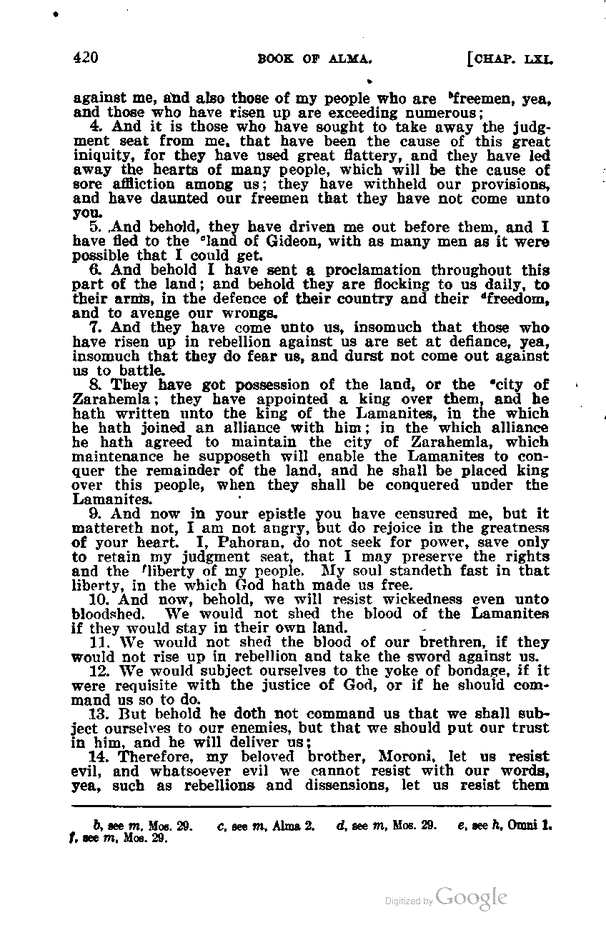 420 BOOK OF ALMA. [CHAP. LXI.
against me, and also those of my people who are ᵇfreemen, yea,
and those who have risen up are exceeding numerous;
4. And it is those who have sought to take away the judg-
ment seat from me, that have been the cause of this great
iniquity, for they have used great flattery, and they have led
away the hearts of many people, which will be the cause of
sore affliction among us; they have withheld our provisions,
and have daunted our freemen that they have not come unto
you.
5. And behold, they have driven me out before them, and I
have fled to the ᶜland of Gideon, with as many men as it were
possible that I could get.
6. And behold I have sent a proclamation throughout this
part of the land; and behold they are flocking to us daily, to
their arms, in the defence of their country and their ᵈfreedom,
and to avenge our wrongs.
7. And they have come unto us, insomuch that those who
have risen up in rebellion against us are set at defiance, yea,
insomuch that they do fear us, and durst not come out against
us to battle.
8. They have got possession of the land, or the ᵉcity of
Zarahemla; they have appointed a king over them, and he
hath written unto the king of the Lamanites, in the which
he hath joined an alliance with him; in the which alliance
he hath agreed to maintain the city of Zarahemla, which
maintenance he supposeth will enable the Lamanites to con-
quer the remainder of the land, and he shall be placed king
over this people, when they shall be conquered under the
Lamanites.
9. And now in your epistle you have censured me, but it
mattereth not, I am not angry, but do rejoice in the greatness
of your heart. I, Pahoran, do not seek for power, save only
to retain my judgment seat, that I may preserve the rights
and the ᶠliberty of my people. My soul standeth fast in that
liberty, in the which God hath made us free.
10. And now, behold, we will resist wickedness even unto
bloodshed. We would not shed the blood of the Lamanites
if they would stay in their own land.
11. We would not shed the blood of our brethren, if they
would not rise up in rebellion and take the sword against us.
12. We would subject ourselves to the yoke of bondage, if it
were requisite with the justice of God, or if he should com-
mand us so to do.
13. But behold he doth not command us that we shall sub-
ject ourselves to our enemies, but that we should put our trust
in him, and he will deliver us;
14. Therefore, my beloved brother, Moroni, let us resist
evil, and whatsoever evil we cannot resist with our words,
yea, such as rebellions and dissensions, let us resist them
b, see m, Mos. 29. c, see m, Alma 2. d, see m, Mos. 29. e, see h, Omni 1.
f, see m, Mos. 29.
Digitized by Google